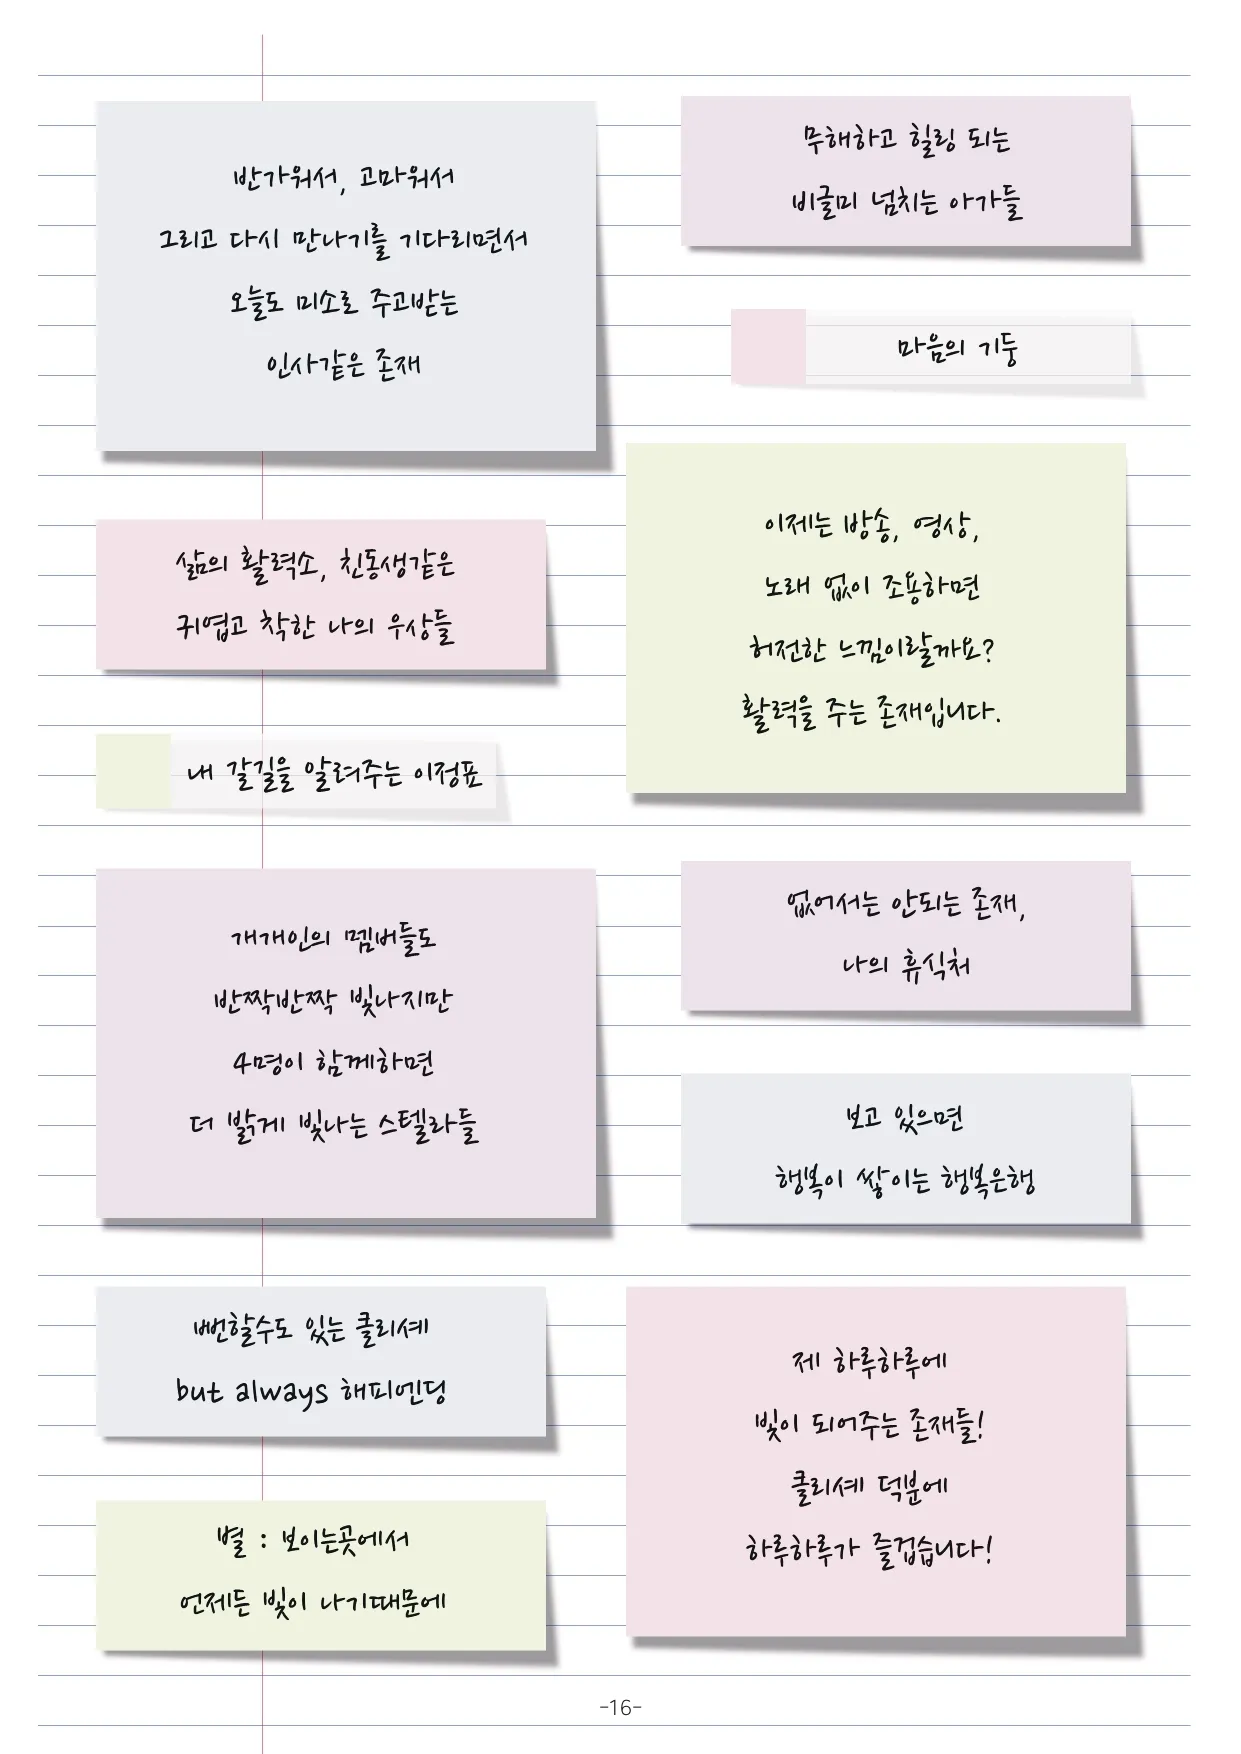 반가워서, 고마워서
그리고 다시 만나기를 기다리면서
오늘도 미소로 주고받는
인사같은 존재
무해하고 힐링 되는
비글미 넘치는 아가들
마음의 기둥
삶의 활력소, 친동생같은
귀엽고 착한 나의 우상들
이제는 방송, 영상,
노래 없이 조용하면
허전한 느낌이랄까요?
활력을 주는 존재입니다.
내 갈길을 알려주는 이정표
개개인의 멤버들도
반짝반짝 빛나지만
4명이 함께하면
더 밝게 빛나는 스텔라들
없어서는 안되는 존재,
나의 휴식처
보고 있으면
행복이 쌓이는 행복은행
뻔할수도 있는 클리셰
but always 해피엔딩
별 : 보이는곳에서
언제든 빛이 나기때문에
제 하루하루에
빛이 되어주는 존재들!
클리셰 덕분에
하루하루가 즐겁습니다!
-16-